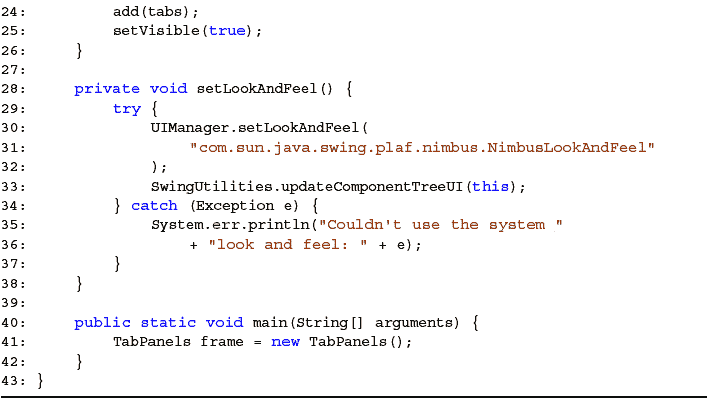 24:         add(tabs);
25:         setVisible(true);
26:     }
27:
28:     private void setLookAndFeel() {
29:         try {
30:             UIManager.setLookAndFeel(
31:                 "com.sun.java.swing.plaf.nimbus.NimbusLookAndFeel"
32:             );
33:             SwingUtilities.updateComponentTreeUI(this);
34:         } catch (Exception e) {
35:             System.err.println("Couldn't use the system "
36:                 + "look and feel: " + e);
37:         }
38:     }
39:
40:     public static void main(String[] arguments) {
41:         TabPanels frame = new TabPanels();
42:     }
43: }